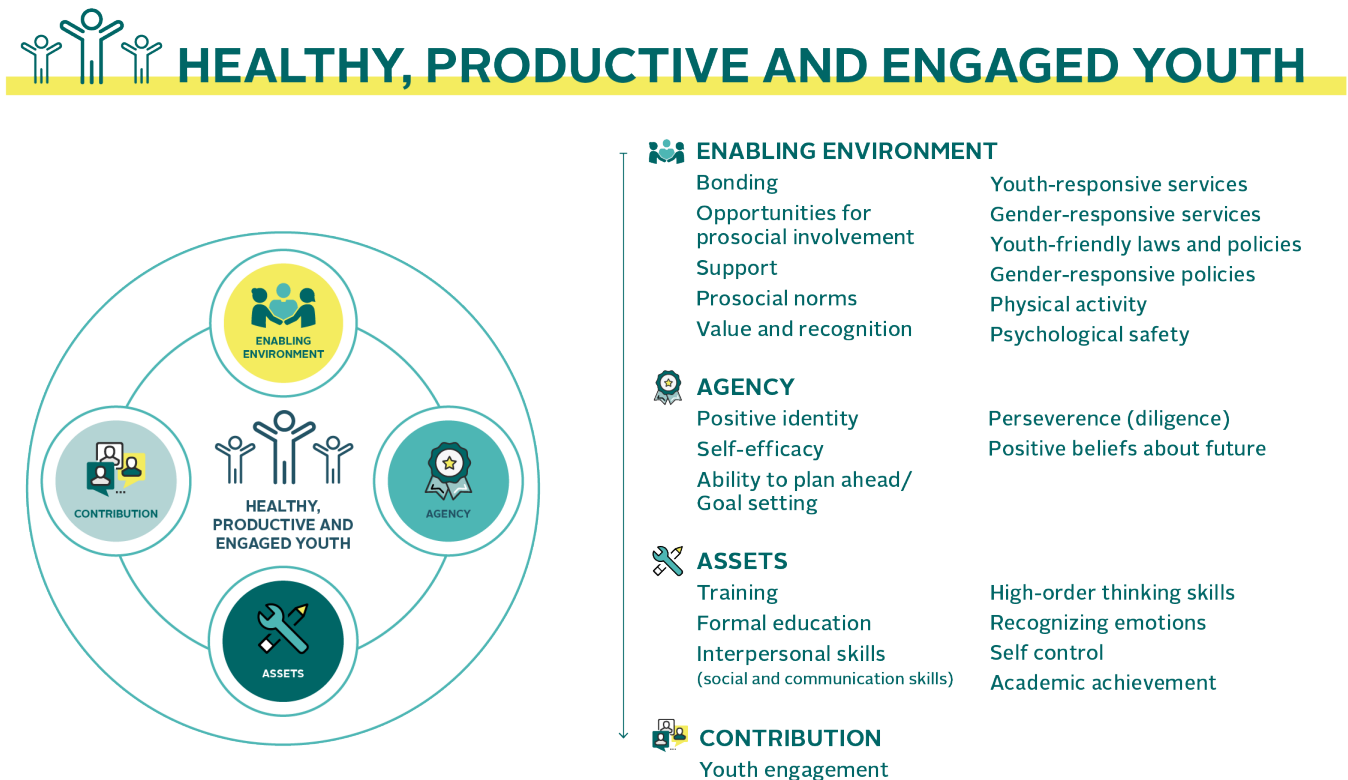 HEALTHY, PRODUCTIVE AND ENGAGED YOUTH
ENABLING
ENVIRONMENT
CONTRIBUTION
HEALTHY,
PRODUCTIVE AND
ENGAGED YOUTH
AGENCY
ASSETS
ENABLING ENVIRONMENT
Bonding
Opportunities for
prosocial involvement
Support
Prosocial norms
Value and recognition
Youth-responsive services
Gender-responsive services
Youth-friendly laws and policies
Gender-responsive policies
Physical activity
Psychological safety
AGENCY
Positive identity
Self-efficacy
Ability to plan ahead/
Goal setting
Perseverence (diligence)
Positive beliefs about future
ASSETS
Training
Formal education
Interpersonal skills
(social and communication skills)
High-order thinking skills
Recognizing emotions
Self control
Academic achievement
CONTRIBUTION
Youth engagement